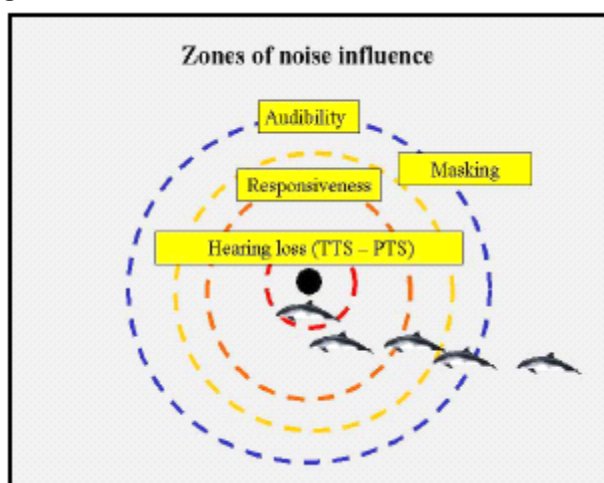 Zones of noise influence
Audibility
Masking
Responsiveness
Hearing loss (TTS – PTS)